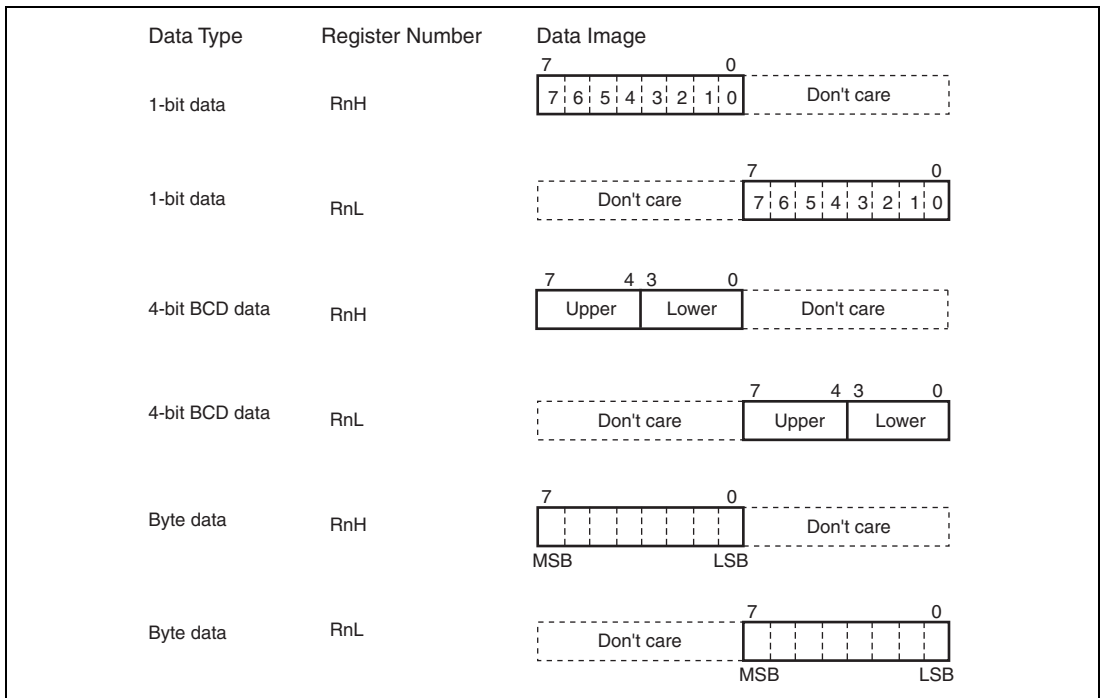 Data Type Register Number Data Image
7 0
1-bit data RnH 7 6 5 4 3 2 1 0 Don't care
7 0
1-bit data RnL Don't care 7 6 5 4 3 2 1 0
7 4 3 0
4-bit BCD data RnH Upper Lower Don't care
7 4 3 0
4-bit BCD data RnL Don't care Upper Lower
7 0
Byte data RnH Don't care
MSB LSB
7 0
Byte data RnL Don't care
MSB LSB